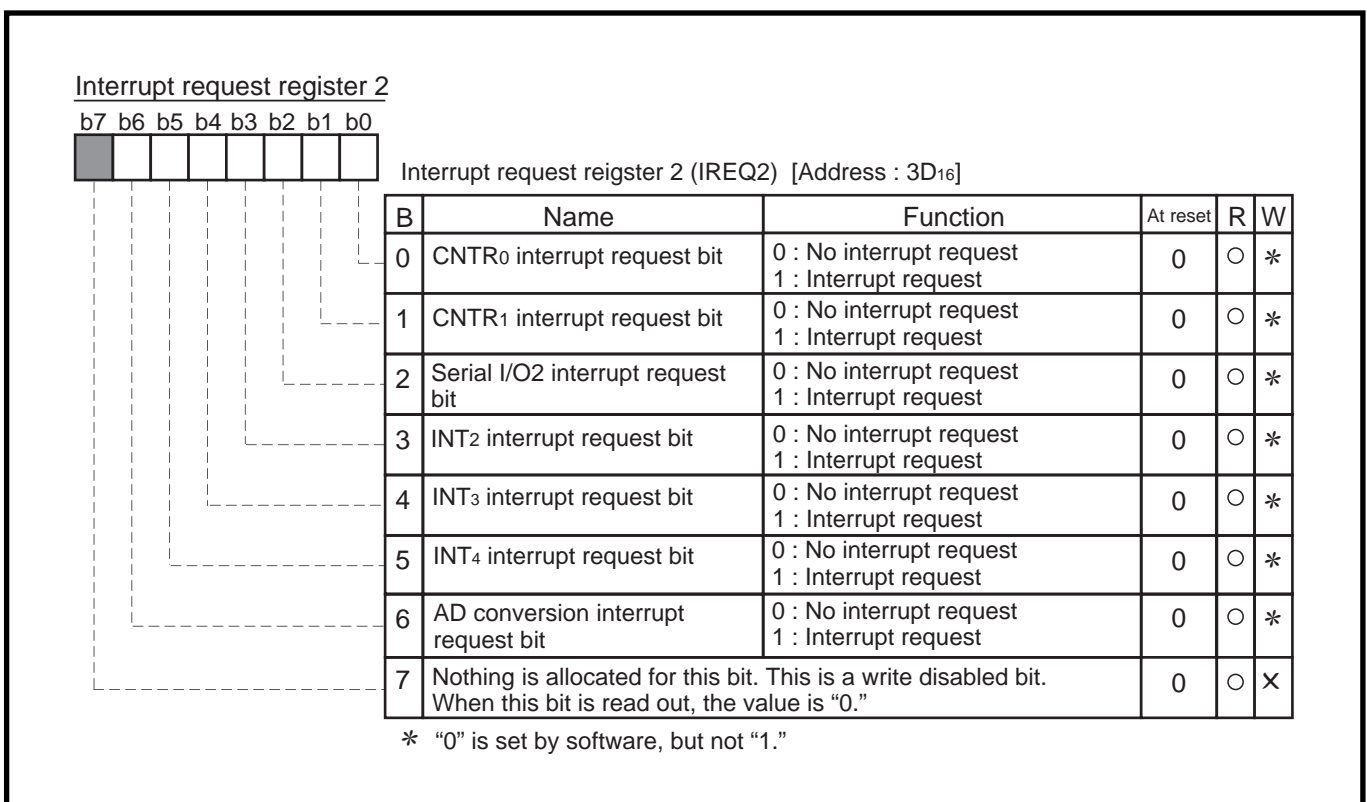 Interrupt request register 2
b7 b6 b5 b4 b3 b2 b1 b0
Interrupt request reigster 2 (IREQ2) [Address : 3D16]
B Name Function At reset R W
0 CNTR0 interrupt request bit 0 : No interrupt request 0 ○ *
1 : Interrupt request
1 CNTR1 interrupt request bit 0 : No interrupt request 0 ○ *
1 : Interrupt request
2 Serial I/O2 interrupt request 0 : No interrupt request 0 ○ *
bit 1 : Interrupt request
3 INT2 interrupt request bit 0 : No interrupt request 0 ○ *
1 : Interrupt request
4 INT3 interrupt request bit 0 : No interrupt request 0 ○ *
1 : Interrupt request
5 INT4 interrupt request bit 0 : No interrupt request 0 ○ *
1 : Interrupt request
6 AD conversion interrupt 0 : No interrupt request 0 ○ *
request bit 1 : Interrupt request
7 Nothing is allocated for this bit. This is a write disabled bit. 0 ○ ×
When this bit is read out, the value is “0.”
* “0” is set by software, but not “1.”